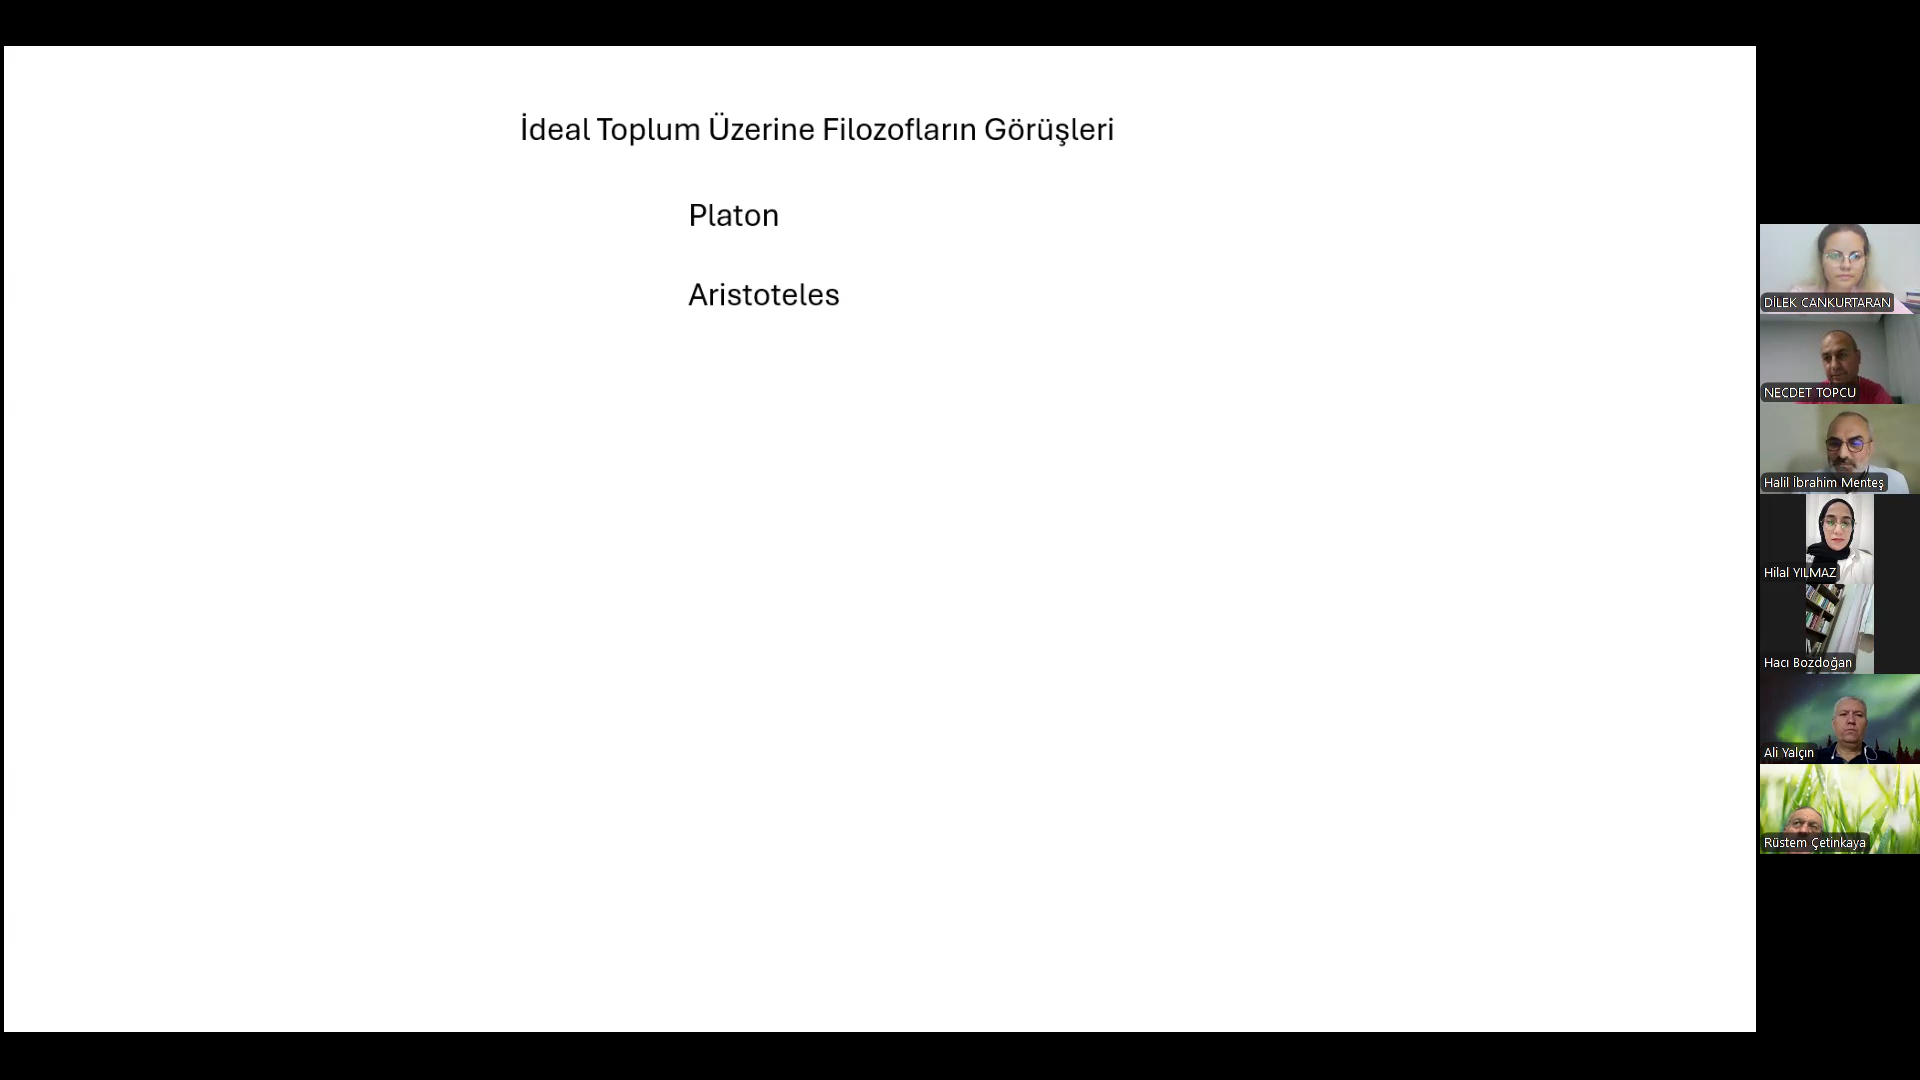 İdeal Toplum Üzerine Filozofların Görüşleri
Platon
Aristoteles
DİLEK CANKURTARAN
NECDET TOPCU
Halil İbrahim Menteş
Hilal YILMAZ
Hacı Bozdoğan
Ali Yalçın
Rüstem Çetinkaya